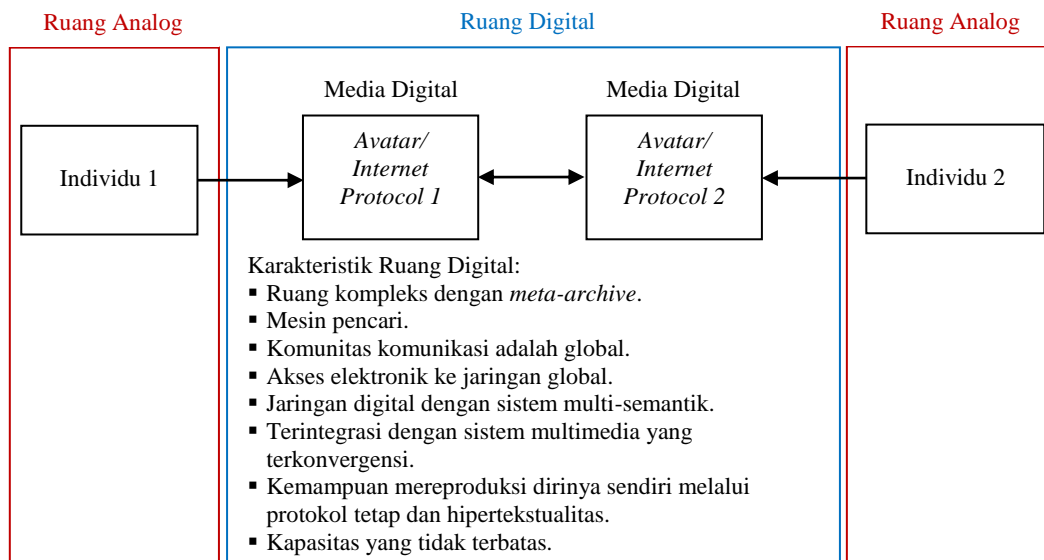 Ruang Analog
Ruang Digital
Ruang Analog
Media Digital
Media Digital
Individu 1
Avatar/
Internet
Protocol 1
Avatar/
Internet
Protocol 2
Individu 2
Karakteristik Ruang Digital:
▪ Ruang kompleks dengan meta-archive.
▪ Mesin pencari.
▪ Komunitas komunikasi adalah global.
▪ Akses elektronik ke jaringan global.
▪ Jaringan digital dengan sistem multi-semantik.
▪ Terintegrasi dengan sistem multimedia yang
terkonvergensi.
▪ Kemampuan mereproduksi dirinya sendiri melalui
protokol tetap dan hipertekstualitas.
▪ Kapasitas yang tidak terbatas.